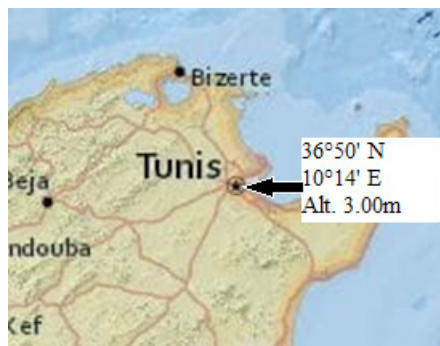 Bizerte
Tunis
36°50' N
10°14' E
Alt. 3.00m
Beja
ndouba
Kef